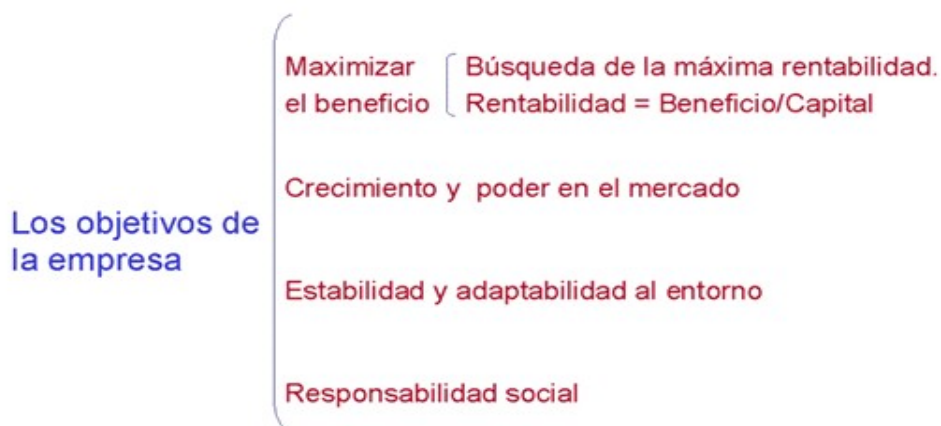 Los objetivos de
la empresa
Maximizar
el beneficio
Búsqueda de la máxima rentabilidad.
Rentabilidad = Beneficio/Capital
Crecimiento y poder en el mercado
Estabilidad y adaptabilidad al entorno
Responsabilidad social